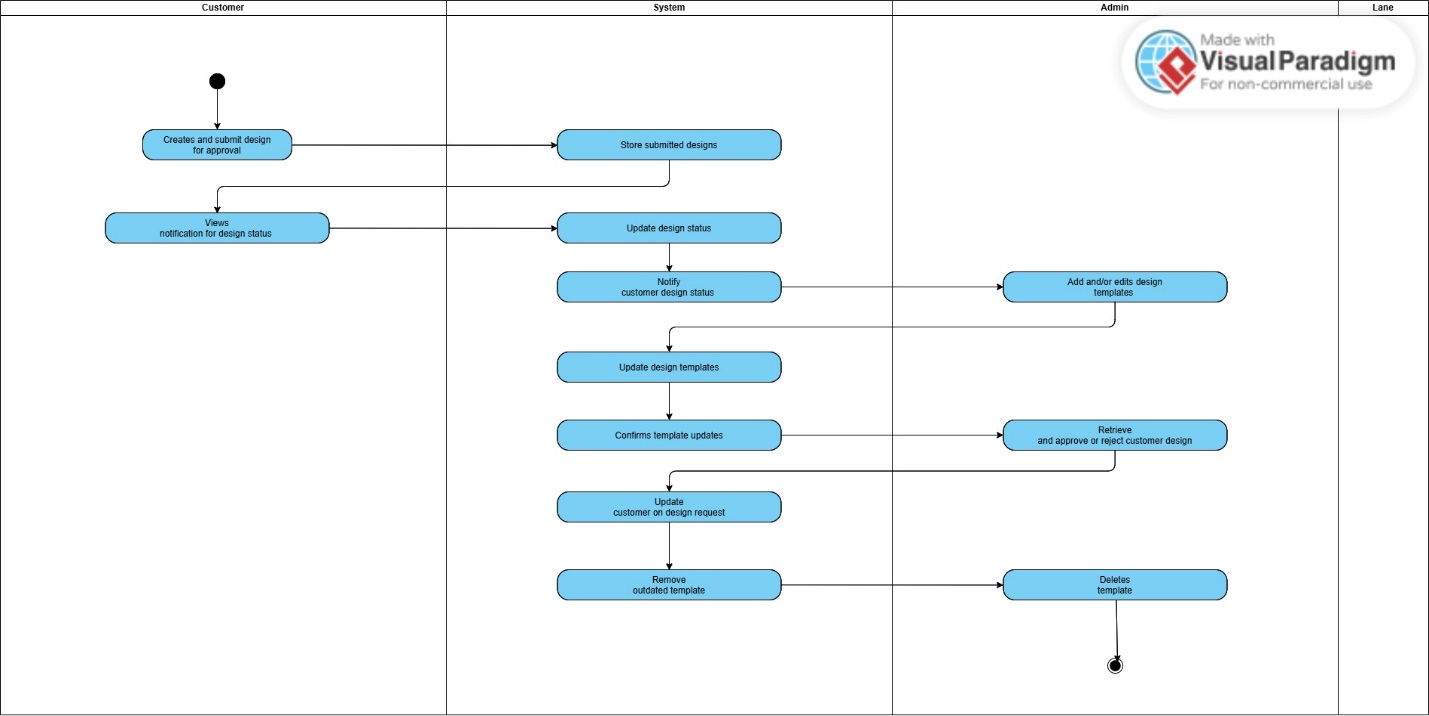 Customer
System
Admin
Lane
Made with
Visual Paradigm
For non-commercial use
Creates and submit design
for approval
Store submitted designs
Views
notification for design status
Update design status
Notify
customer design status
Add and/or edits design
templates
Update design templates
Confirms template updates
Retrieve
and approve or reject customer design
Update
customer on design request
Remove
outdated template
Deletes
template